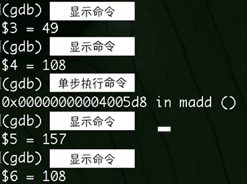 (gdb) 显示命令
$3 = 49
(gdb) 显示命令
$4 = 108
(gdb) 单步执行命令
0x00000000004005d8 in madd ()
(gdb) 显示命令
$5 = 157
(gdb) 显示命令
$6 = 108